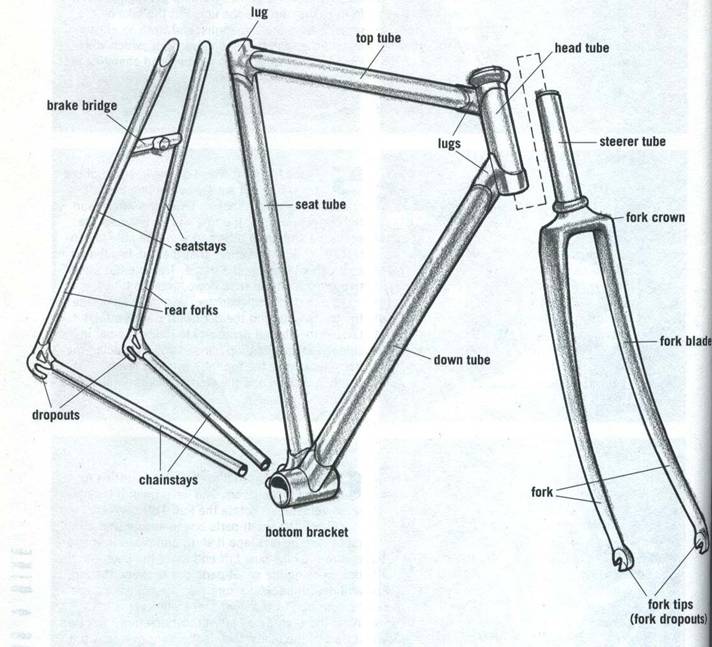 lug
top tube
head tube
brake bridge
lugs
steerer tube
seat tube
fork crown
seatstays
rear forks
fork blade
down tube
dropouts
chainstays
fork
bottom bracket
fork tips
(fork dropouts)